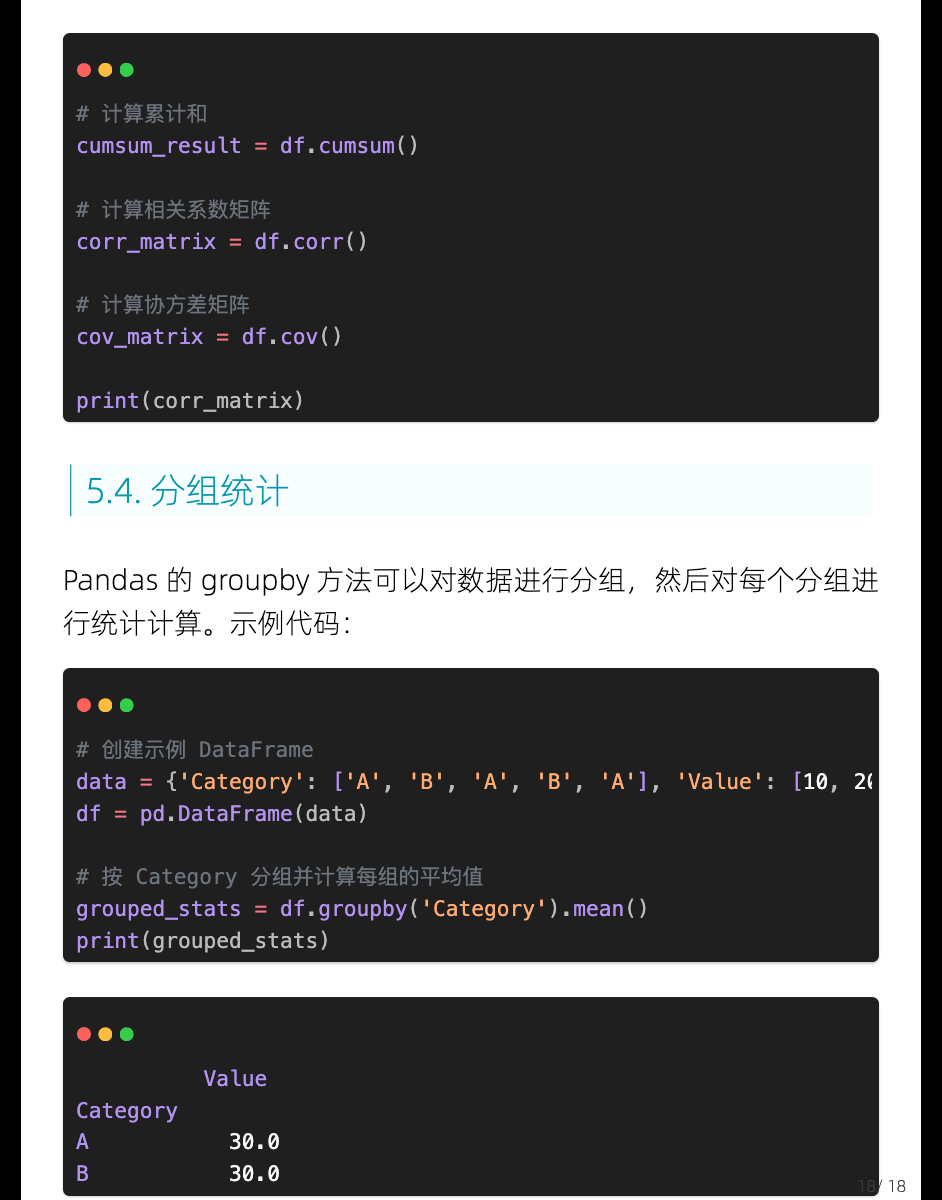 # 计算累计和
cumsum_result = df.cumsum()
# 计算相关系数矩阵
corr_matrix = df.corr()
# 计算协方差矩阵
cov_matrix = df.cov()
print(corr_matrix)
5.4. 分组统计
Pandas 的 groupby 方法可以对数据进行分组，然后对每个分组进
行统计计算。示例代码：
# 创建示例 DataFrame
data = {'Category': ['A', 'B', 'A', 'B', 'A'], 'Value': [10, 20
df = pd.DataFrame(data)
# 按 Category 分组并计算每组的平均值
grouped_stats = df.groupby('Category').mean()
print(grouped_stats)
Value
Category
A 30.0
B 30.0
18/ 18